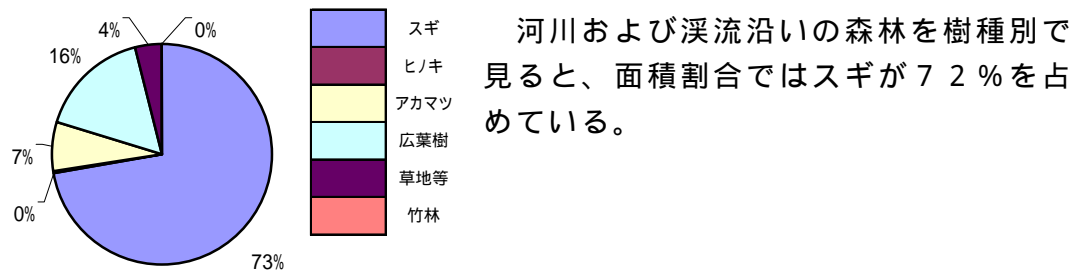 4%
0%
16%
7%
0%
73%
スギ
ヒノキ
アカマツ
広葉樹
草地等
竹林
河川および渓流沿いの森林を樹種別で
見ると、面積割合ではスギが７２％を占
めている。